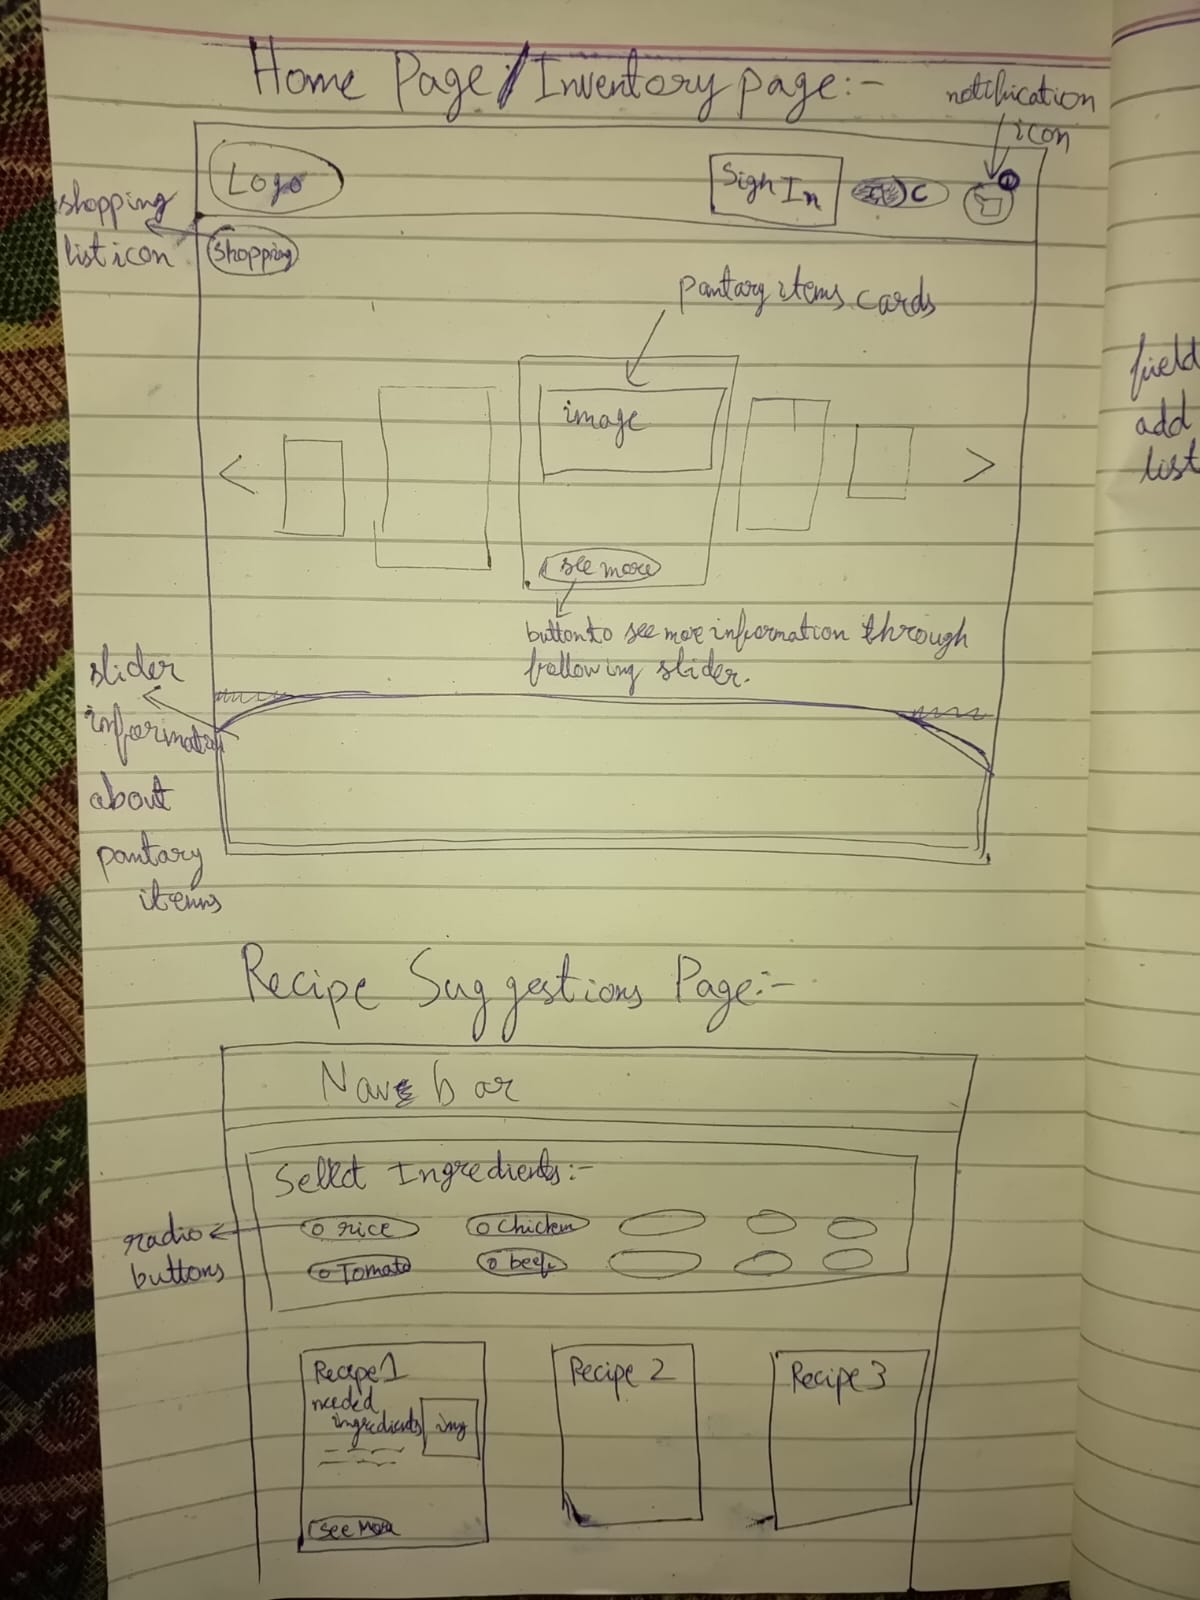 Home Page/Inventory page:-
notification
icon
Logo
Sign In
C
shopping
list icon
shopping
pantary items cards
image
<
>
see more
button to see more information through
following slider.
slider
information
about
pantary
items
field
add
list
Recipe Suggestions Page:-
Nav bar
Select Ingredients:-
rice
Chicken
Tomato
beef
radio
buttons
Recipe 1
needed
ingredients
img
See More
Recipe 2
Recipe 3